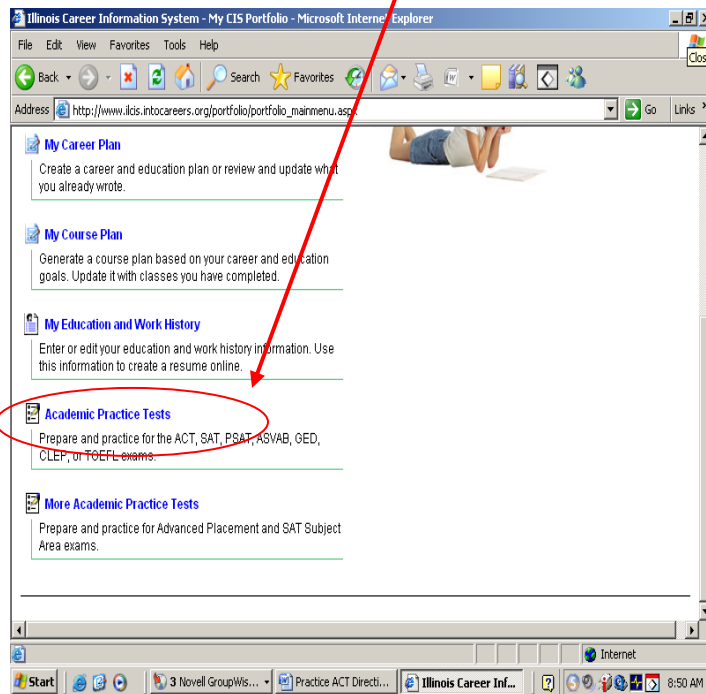 Illinois Career Information System - My CIS Portfolio - Microsoft Internet Explorer
File Edit View Favorites Tools Help
Clos
Back Search Favorites
Address http://www.ilcis.intocareers.org/portfolio/portfolio_mainmenu.asp Go Links
My Career Plan
Create a career and education plan or review and update what
you already wrote.
My Course Plan
Generate a course plan based on your career and education
goals. Update it with classes you have completed.
My Education and Work History
Enter or edit your education and work history information. Use
this information to create a resume online.
Academic Practice Tests
Prepare and practice for the ACT, SAT, PSAT, ASVAB, GED,
CLEP, or TOEFL exams.
More Academic Practice Tests
Prepare and practice for Advanced Placement and SAT Subject
Area exams.
Internet
Start 3 Novell GroupWis... Practice ACT Directi... Illinois Career Inf... 8:50 AM